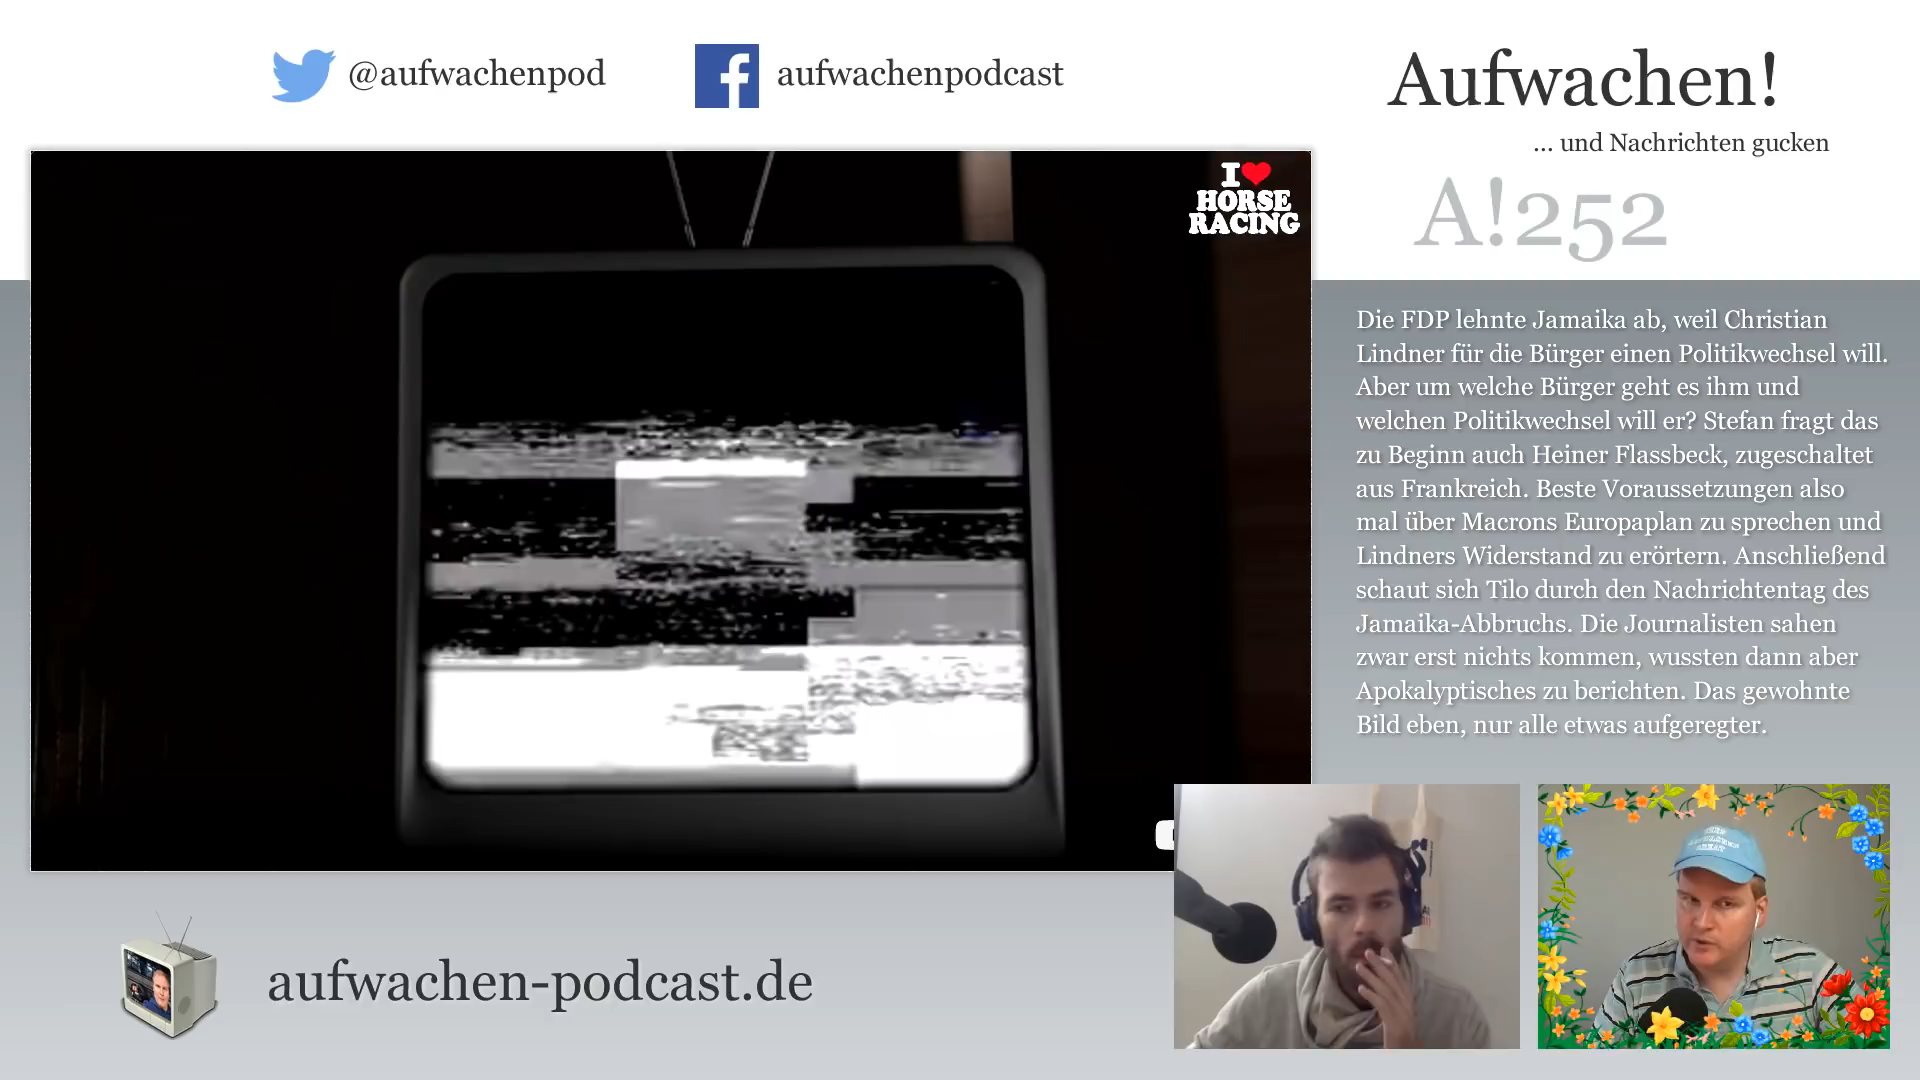 @aufwachenpod
aufwachenpodcast
Aufwachen!
... und Nachrichten gucken
A!252
I
HORSE
RACING
Die FDP lehnte Jamaika ab, weil Christian
Lindner für die Bürger einen Politikwechsel will.
Aber um welche Bürger geht es ihm und
welchen Politikwechsel will er? Stefan fragt das
zu Beginn auch Heiner Flassbeck, zugeschaltet
aus Frankreich. Beste Voraussetzungen also
mal über Macrons Europaplan zu sprechen und
Lindners Widerstand zu erörtern. Anschließend
schaut sich Tilo durch den Nachrichtentag des
Jamaika-Abbruchs. Die Journalisten sahen
zwar erst nichts kommen, wussten dann aber
Apokalyptisches zu berichten. Das gewohnte
Bild eben, nur alle etwas aufgeregter.
aufwachen-podcast.de